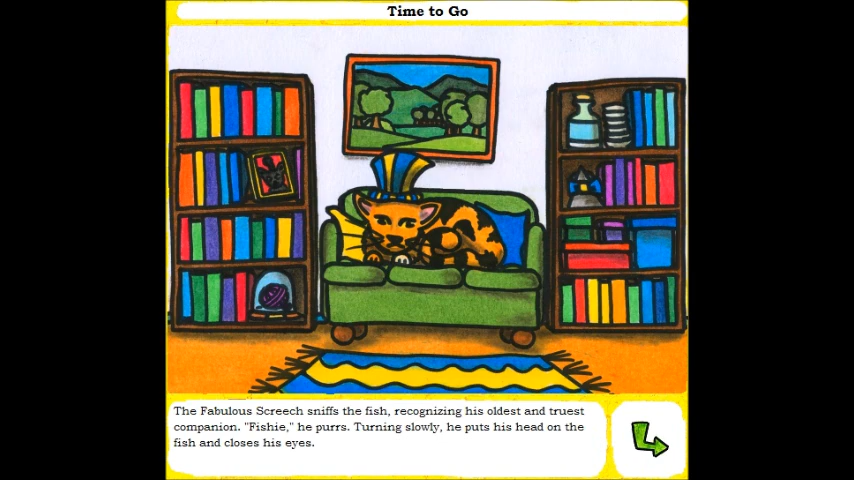 Time to Go
The Fabulous Screech sniffs the fish, recognizing his oldest and truest
companion. "Fishie," he purrs. Turning slowly, he puts his head on the
fish and closes his eyes.